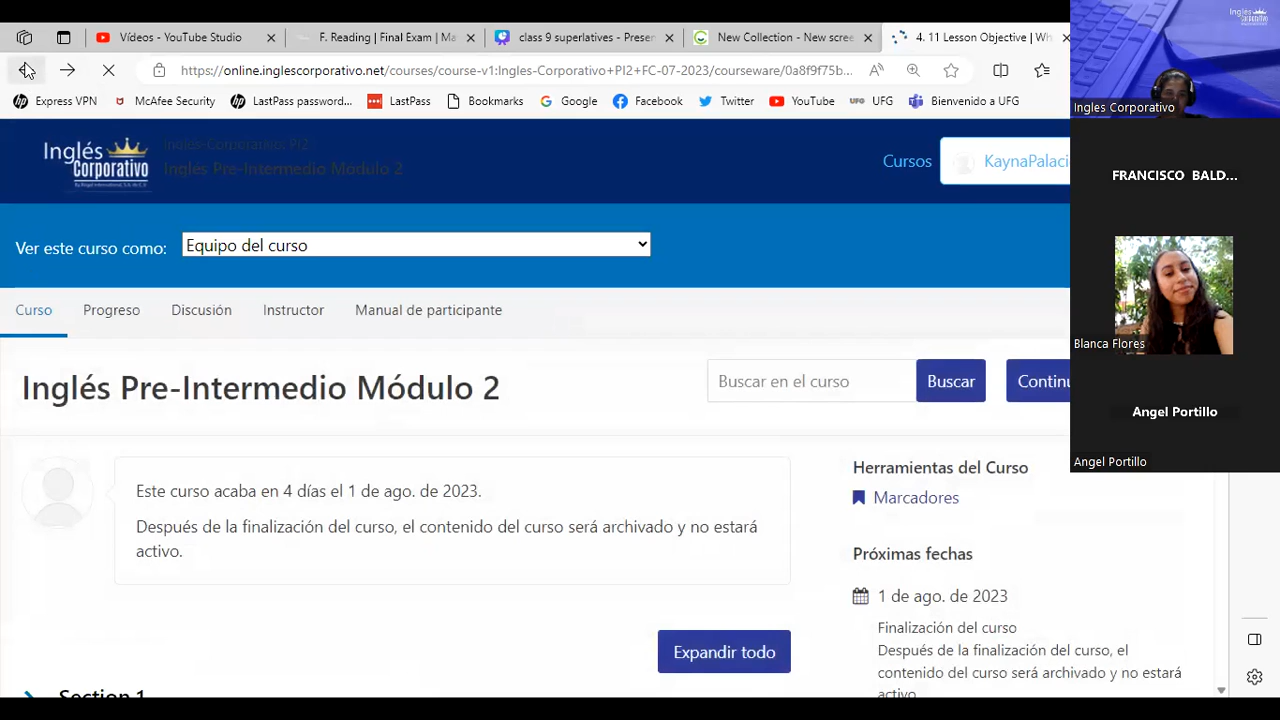 Vídeos - YouTube Studio
F. Reading | Final Exam | Ma
class 9 superlatives - Presen
New Collection - New scree
4. 11 Lesson Objective | Wh
https://online.inglescorporativo.net/courses/course-v1:Ingles-Corporativo+PI2+FC-07-2023/courseware/0a8f9f75b...
Express VPN
McAfee Security
LastPass password...
LastPass
Bookmarks
Google
Facebook
Twitter
YouTube
UFG
Bienvenido a UFG
Inglés
Corporativo
Inglés-Corporativos PI2
Inglés Pre-Intermedio Módulo 2
Cursos
KaynaPalaci
Ver este curso como:
Equipo del curso
Curso
Progreso
Discusión
Instructor
Manual de participante
Inglés Pre-Intermedio Módulo 2
Buscar en el curso
Buscar
Continu
Este curso acaba en 4 días el 1 de ago. de 2023.
Después de la finalización del curso, el contenido del curso será archivado y no estará
activo.
Expandir todo
Section 1
Herramientas del Curso
Marcadores
Próximas fechas
1 de ago. de 2023
Finalización del curso
Después de la finalización del curso, el
contenido del curso será archivado y no estará
activo.
Inglés
Corporativo
Ingles Corporativo
FRANCISCO BALD...
Blanca Flores
Angel Portillo
Angel Portillo